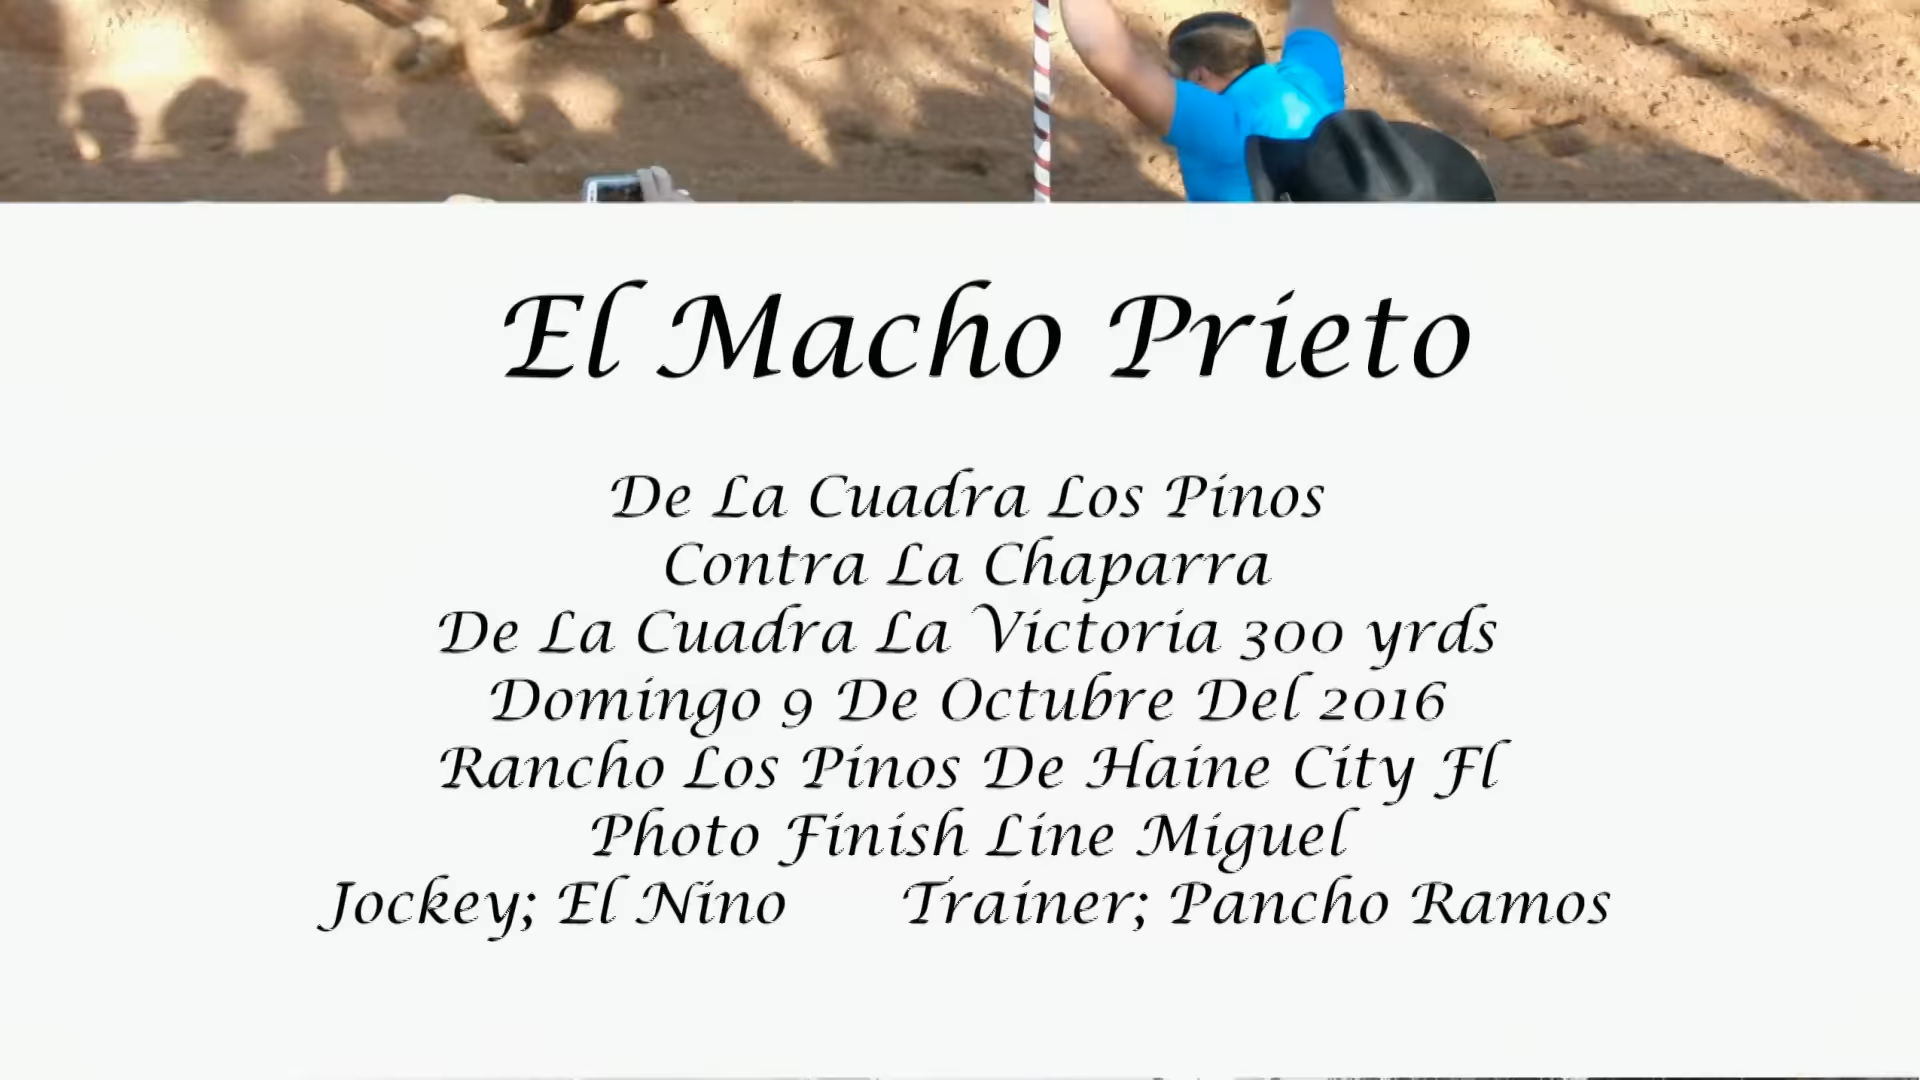 El Macho Prieto
De La Cuadra Los Pinos
Contra La Chaparra
De La Cuadra La Victoria 300 yrds
Domingo 9 De Octubre Del 2016
Rancho Los Pinos De Haine City Fl
Photo Finish Line Miguel
Jockey; El Nino Trainer; Pancho Ramos